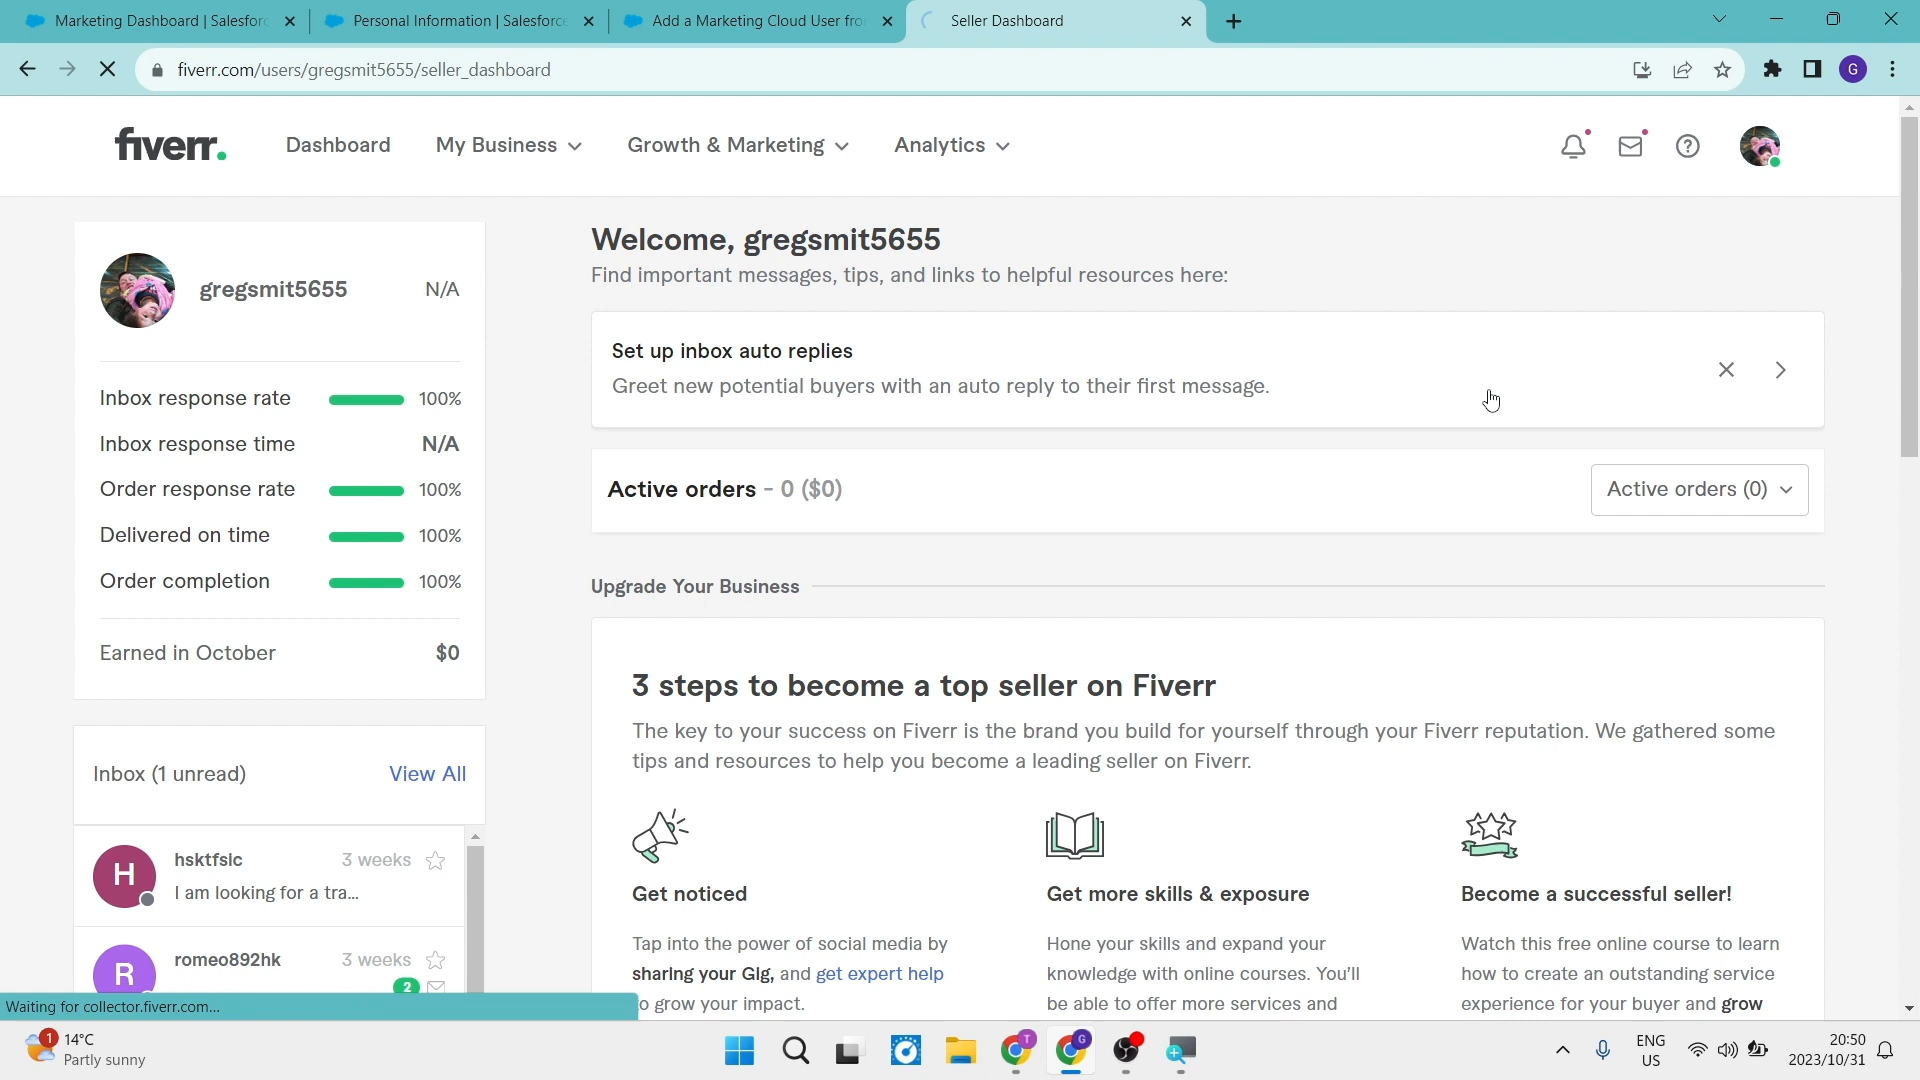 Marketing Dashboard | Salesforc
Personal Information | Salesforce
Add a Marketing Cloud User fro
Seller Dashboard
fiverr.com/users/gregsmit5655/seller_dashboard
G
fiverr.
Dashboard
My Business
Growth & Marketing
Analytics
gregsmit5655 N/A
Inbox response rate 100%
Inbox response time N/A
Order response rate 100%
Delivered on time 100%
Order completion 100%
Earned in October $0
Inbox (1 unread) View All
H
hsktfslc 3 weeks
I am looking for a tra...
R
romeo892hk 3 weeks
2
Welcome, gregsmit5655
Find important messages, tips, and links to helpful resources here:
Set up inbox auto replies
Greet new potential buyers with an auto reply to their first message.
Active orders - 0 ($0)
Active orders (0)
Upgrade Your Business
3 steps to become a top seller on Fiverr
The key to your success on Fiverr is the brand you build for yourself through your Fiverr reputation. We gathered some
tips and resources to help you become a leading seller on Fiverr.
Get noticed
Tap into the power of social media by
sharing your Gig, and get expert help
o grow your impact.
Get more skills & exposure
Hone your skills and expand your
knowledge with online courses. You'll
be able to offer more services and
Become a successful seller!
Watch this free online course to learn
how to create an outstanding service
experience for your buyer and grow
Waiting for collector.fiverr.com...
1
14°C
Partly sunny
T
G
ENG
US
20:50
2023/10/31